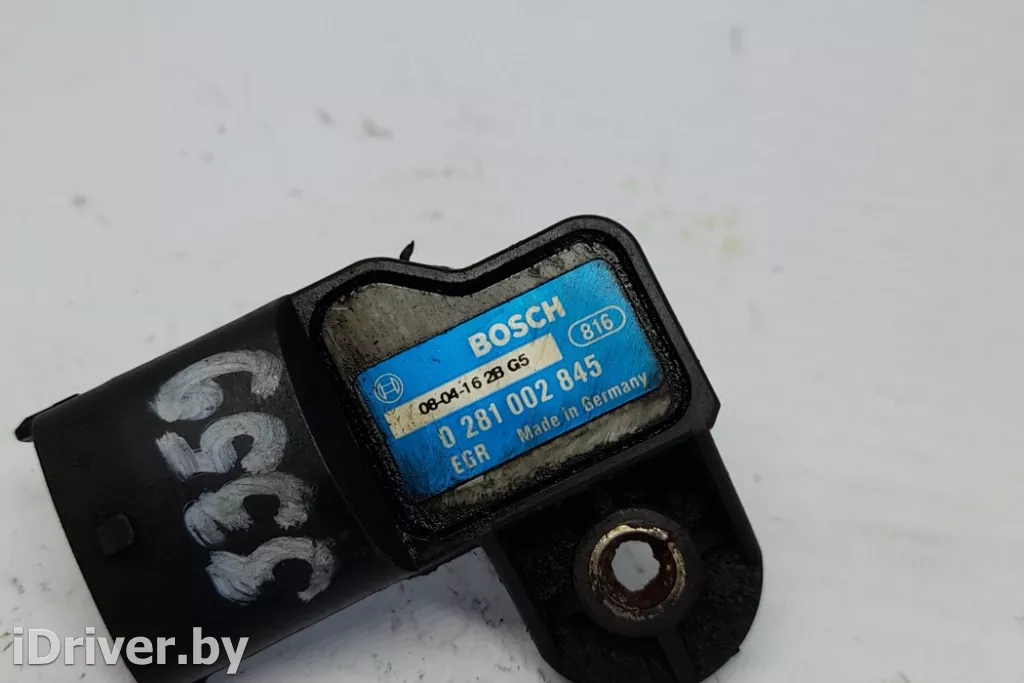 BOSCH
816
08-04-16 2B G5
0 281 002 845
EGR Made in Germany
3359
iDriver.by